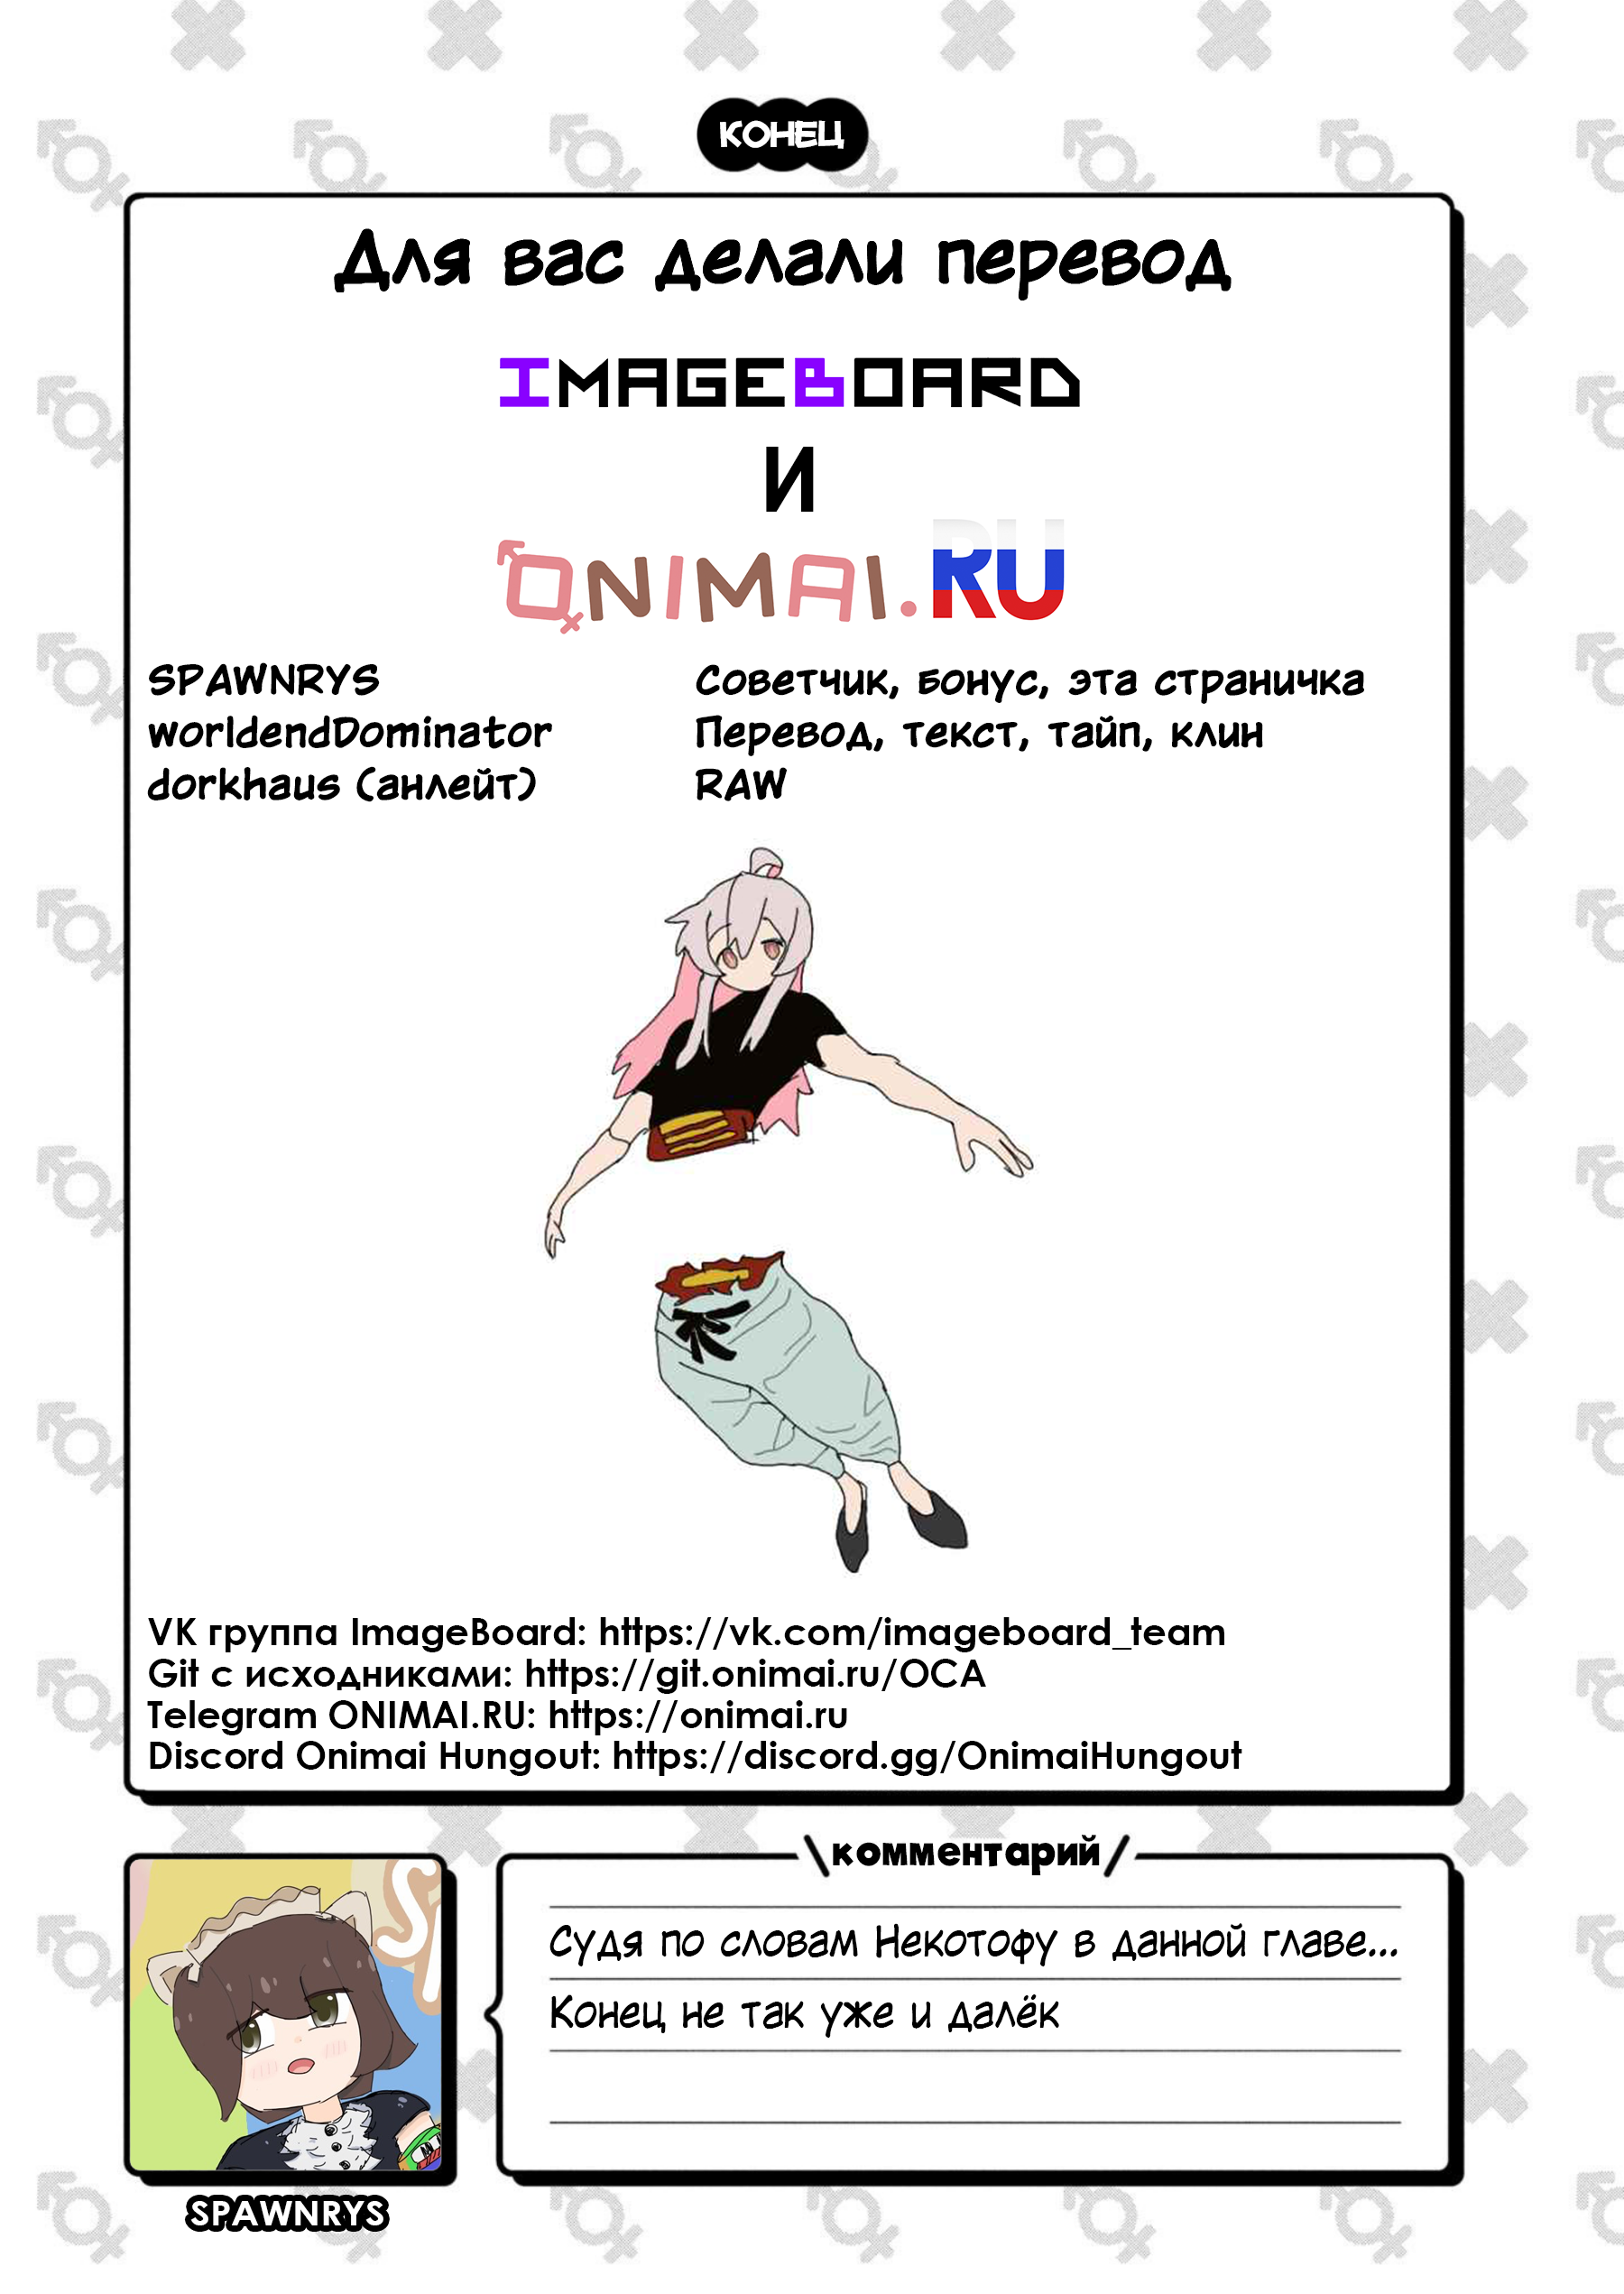 КОНЕЦ
Для вас делали перевод
IMAGEBOARD
И
ONIMAI.RU
SPAWNRYS Советчик, бонус, эта страничка
worldendDominator Перевод, текст, тайп, клин
dorkhaus (анлейт) RAW
VK группа ImageBoard: https://vk.com/imageboard_team
Git с исходниками: https://git.onimai.ru/OCA
Telegram ONIMAI.RU: https://onimai.ru
Discord Onimai Hungout: https://discord.gg/OnimaiHungout
комментарий
Судя по словам Некотофу в данной главе...
Конец не так уже и далёк
SPAWNRYS